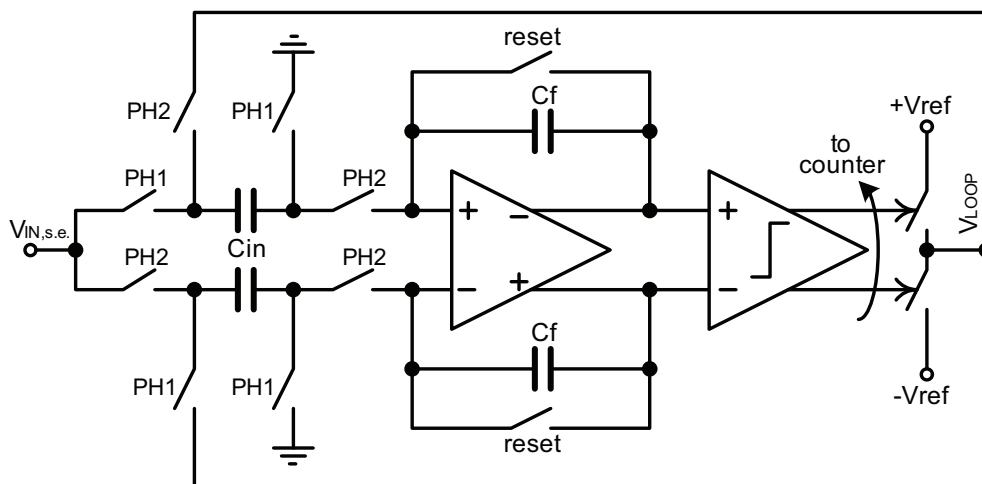 reset
Cf
PH2
PH1
+Vref
to
counter
PH1
PH2
+
−
+
VIN,s.e.
Cin
VLOOP
PH2
PH2
−
+
−
Cf
PH1
PH1
-Vref
reset